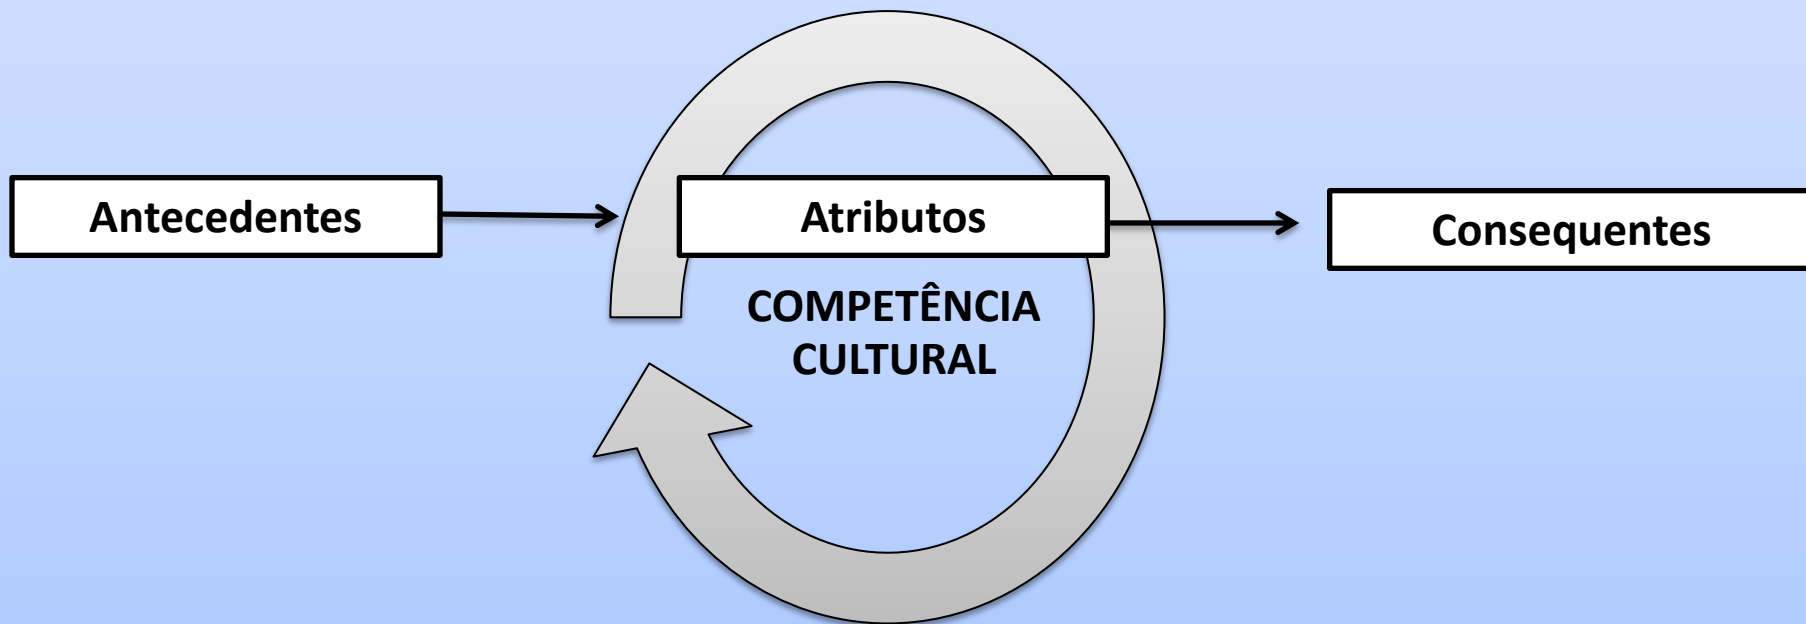 Antecedentes
Atributos
Consequentes
COMPETÊNCIA
CULTURAL